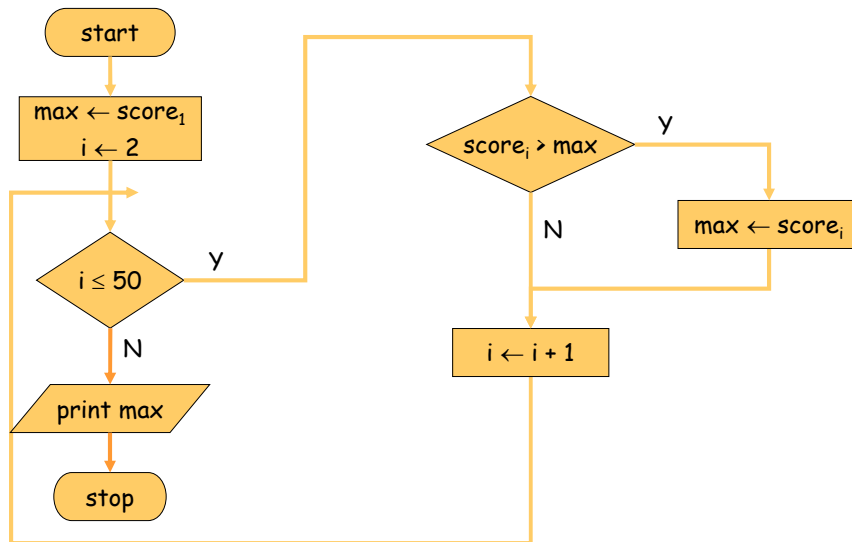 start
max ← score₁
i ← 2
i ≤ 50
Y
N
print max
stop
scoreᵢ > max
Y
N
max ← scoreᵢ
i ← i + 1